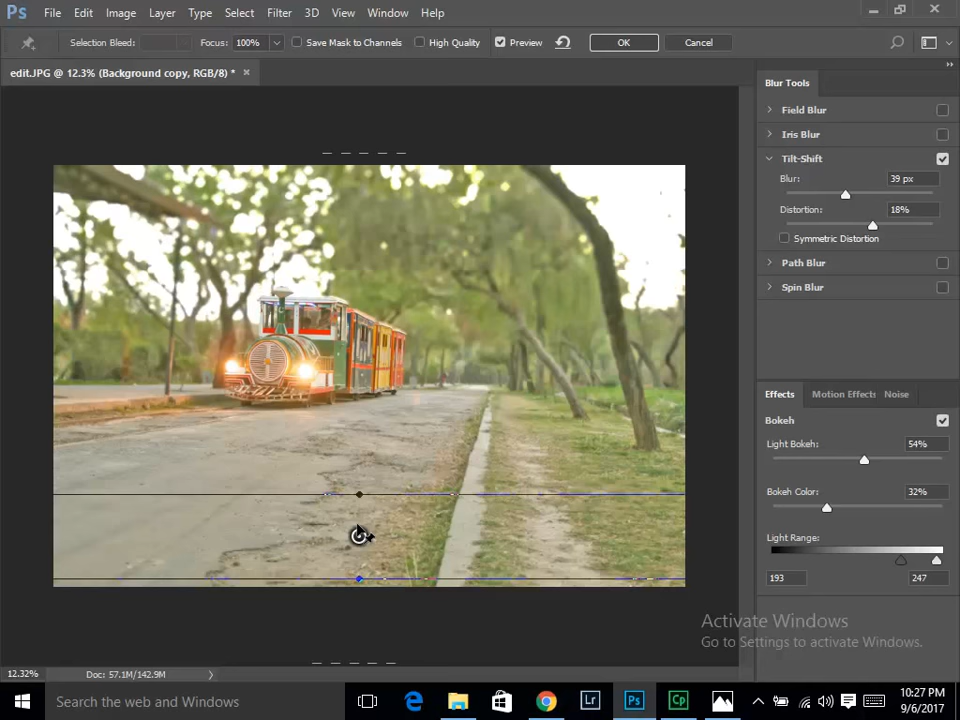 Ps File Edit Image Layer Type Select Filter 3D View Window Help
Selection Bleed: Focus: 100% Save Mask to Channels High Quality Preview OK Cancel
edit.JPG @ 12.3% (Background copy, RGB/8) * ×
Blur Tools
Field Blur
Iris Blur
Tilt-Shift
Blur: 39 px
Distortion: 18%
Symmetric Distortion
Path Blur
Spin Blur
Effects Motion Effects Noise
Bokeh
Light Bokeh: 54%
Bokeh Color: 32%
Light Range:
193 247
Activate Windows
Go to Settings to activate Windows.
12.32% Doc: 57.1M/142.9M
Search the web and Windows
Lr Ps Cp
10:27 PM
9/6/2017